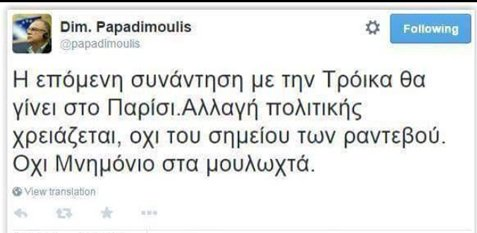 Dim. Papadimoulis
@papadimoulis
Following
Η επόμενη συνάντηση με την Τρόικα θα
γίνει στο Παρίσι.Αλλαγή πολιτικής
χρειάζεται, οχι του σημείου των ραντεβού.
Οχι Μνημόνιο στα μουλωχτά.
View translation